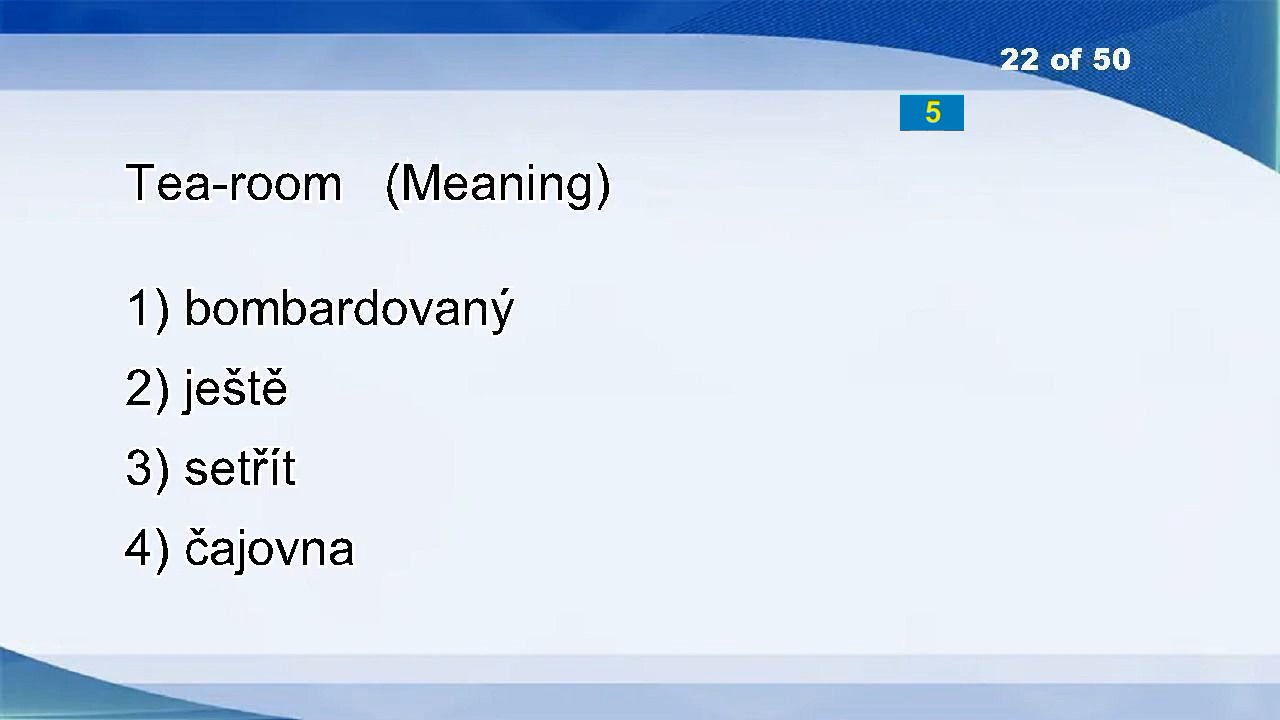 22 of 50
5
Tea-room (Meaning)
1) bombardovaný
2) ještě
3) setřít
4) čajovna